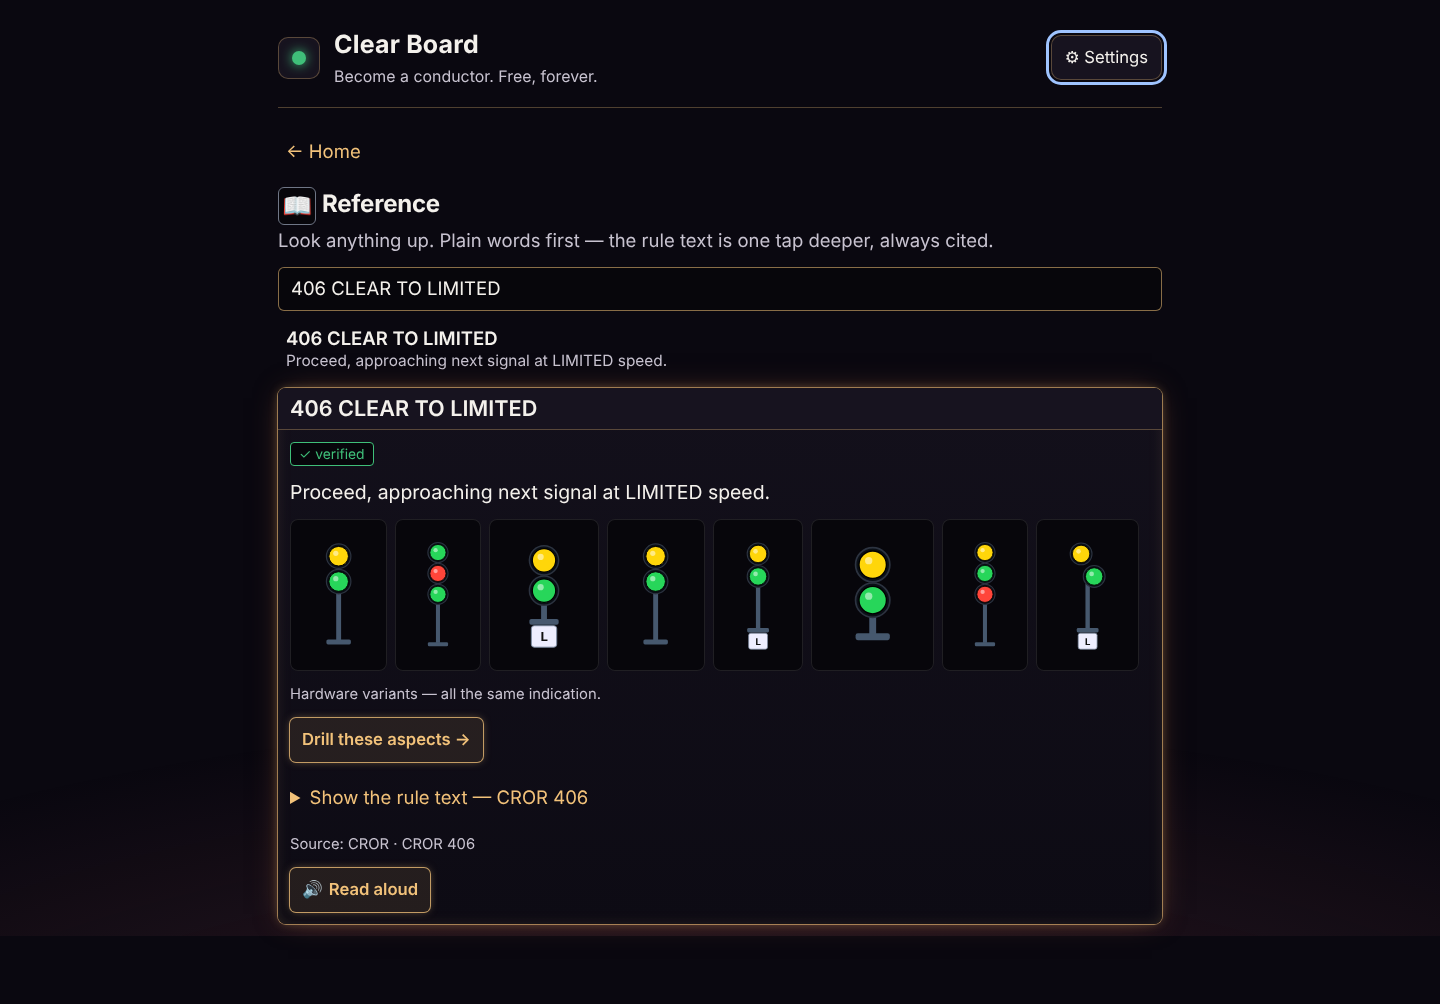 Clear Board
Become a conductor. Free, forever.
⚙ Settings
← Home
📖 Reference
Look anything up. Plain words first — the rule text is one tap deeper, always cited.
406 CLEAR TO LIMITED
406 CLEAR TO LIMITED
Proceed, approaching next signal at LIMITED speed.
406 CLEAR TO LIMITED
✓ verified
Proceed, approaching next signal at LIMITED speed.
L
L
L
Hardware variants — all the same indication.
Drill these aspects →
▶ Show the rule text — CROR 406
Source: CROR · CROR 406
🔊 Read aloud